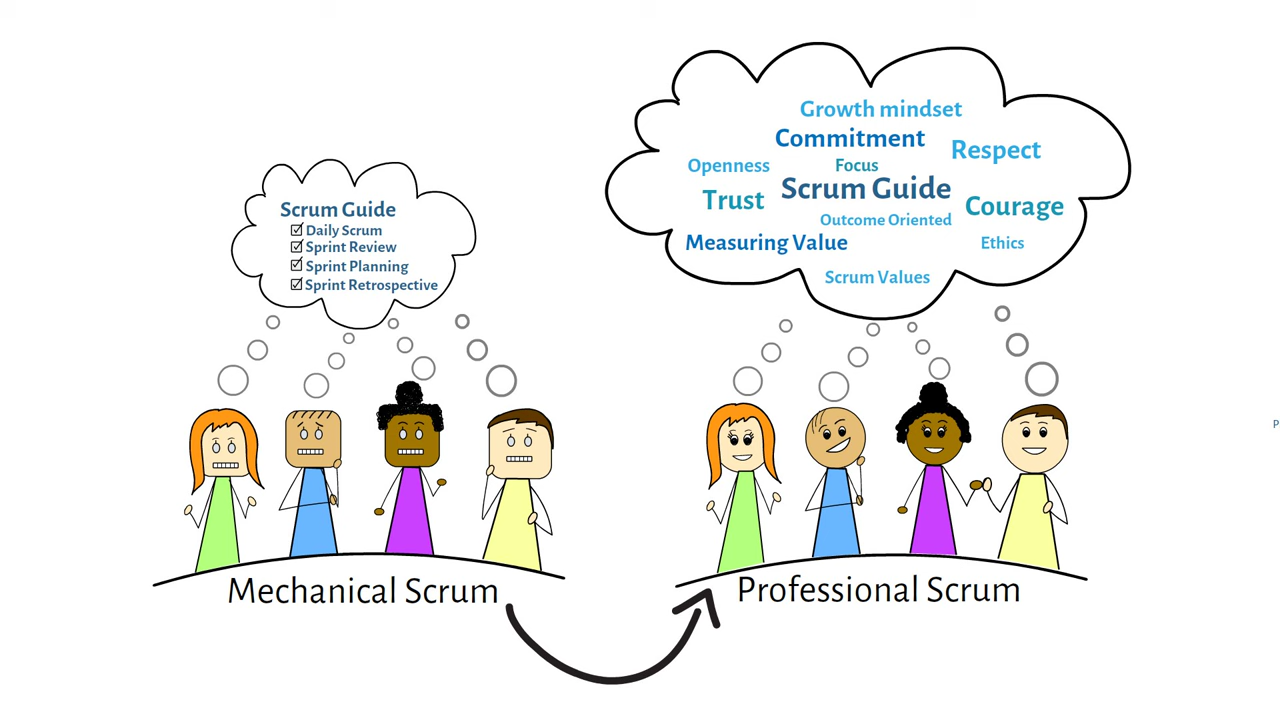 Scrum Guide
☑ Daily Scrum
☑ Sprint Review
☑ Sprint Planning
☑ Sprint Retrospective
Mechanical Scrum
Growth mindset
Commitment
Respect
Openness
Focus
Scrum Guide
Trust
Courage
Outcome Oriented
Measuring Value
Ethics
Scrum Values
Professional Scrum
P